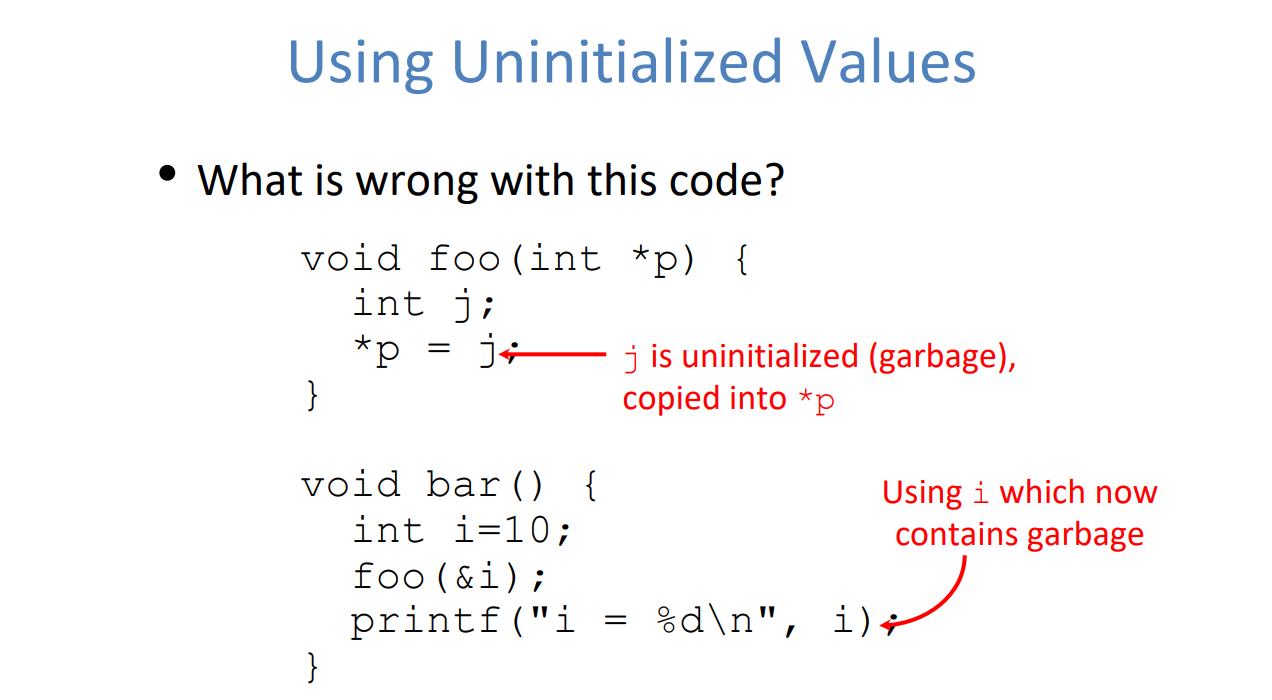 Using Uninitialized Values
• What is wrong with this code?
void foo(int *p) {
int j;
*p = j;
j is uninitialized (garbage),
copied into *p
}
void bar() {
int i=10;
foo(&i);
printf("i = %d\n", i);
}
Using i which now
contains garbage